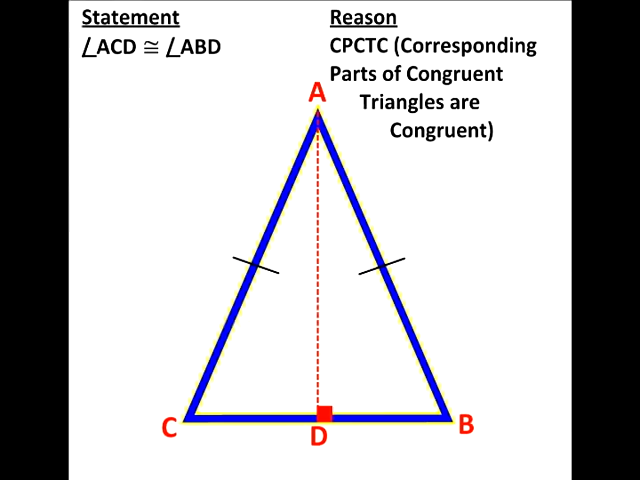 Statement
∠ACD ≅ ∠ABD
Reason
CPCTC (Corresponding
Parts of Congruent
Triangles are
Congruent)
A
C
D
B